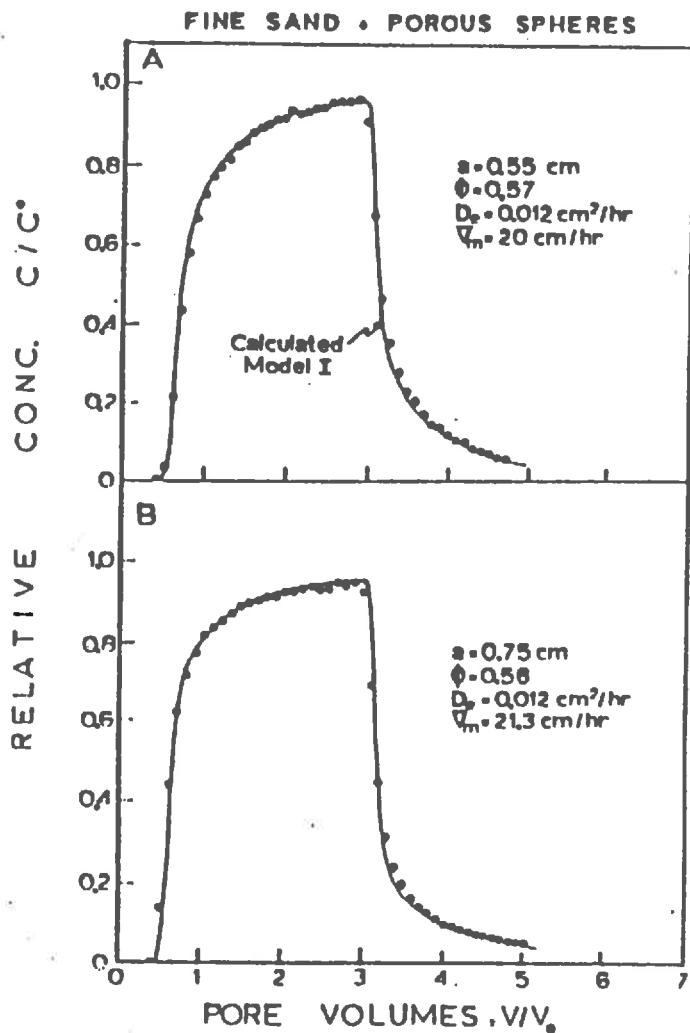 FINE SAND + POROUS SPHERES
A
1.0
0.8
0.6
0.4
0.2
0
a=0.55 cm
ϕ=0.57
De=0.012 cm²/hr
V̄m=20 cm/hr
Calculated
Model I
B
1.0
0.8
0.6
0.4
0.2
0
a=0.75 cm
ϕ=0.56
De=0.012 cm²/hr
V̄m=21.3 cm/hr
0 1 2 3 4 5 6 7
PORE VOLUMES, V/V₀
RELATIVE CONC. C/C°